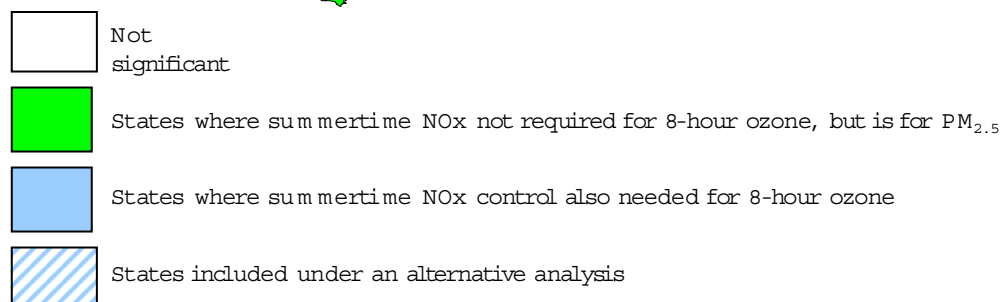 Not
significant
States where summertime NOx not required for 8-hour ozone, but is for PM2.5
States where summertime NOx control also needed for 8-hour ozone
States included under an alternative analysis